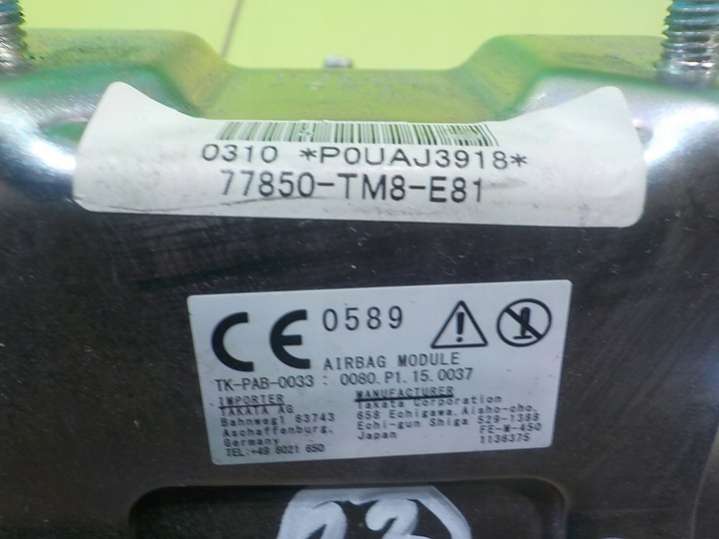 0310 *P0UAJ3918*
77850-TM8-E81
CE 0589
AIRBAG MODULE
TK-PAB-0033 : 0080.P1.15.0037
IMPORTER
TAKATA AG
Bahnweg1 63743
Aschaffenburg,
Germany
TEL:+49 6021 650
MANUFACTURER
Takata Corporation
658 Echigawa,Aisho-cho,
Echi-gun Shiga 529-1388
Japan
FE-M-450
1136375